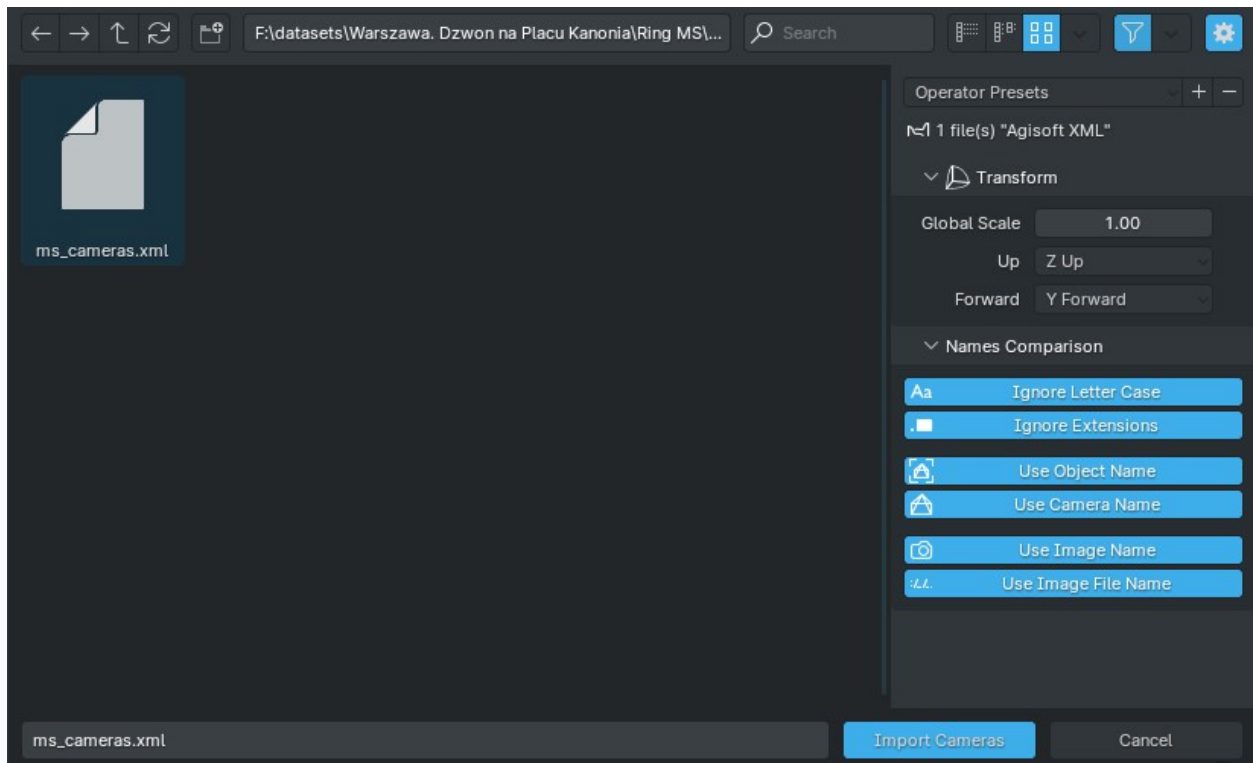 F:\datasets\Warszawa. Dzwon na Placu Kanonia\Ring MS\...
Search
ms_cameras.xml
Operator Presets
1 file(s) "Agisoft XML"
Transform
Global Scale 1.00
Up Z Up
Forward Y Forward
Names Comparison
Aa Ignore Letter Case
Ignore Extensions
Use Object Name
Use Camera Name
Use Image Name
Use Image File Name
ms_cameras.xml
Import Cameras
Cancel